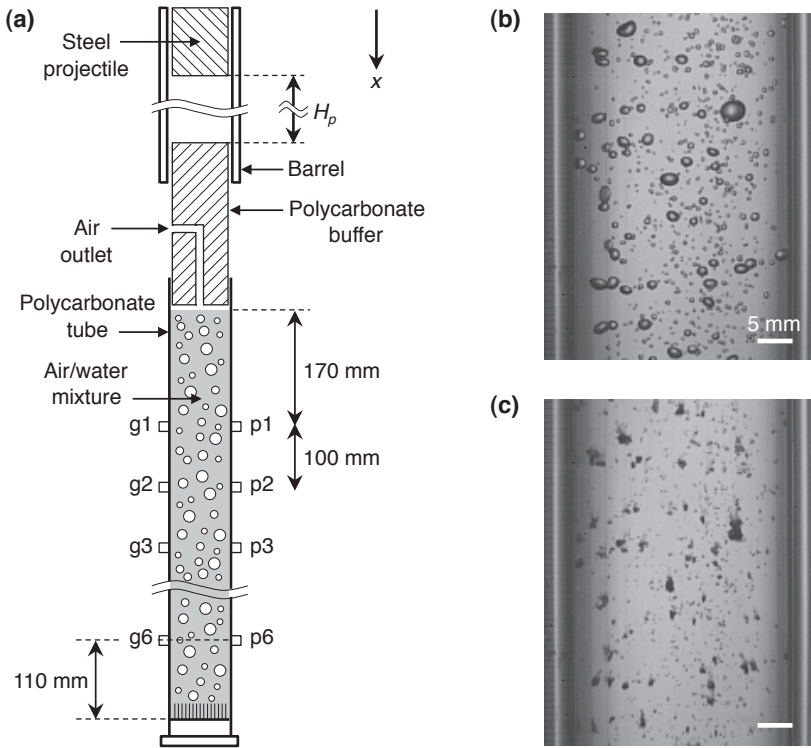 (a)
Steel
projectile
x
H_p
Barrel
Polycarbonate
buffer
Air
outlet
Polycarbonate
tube
Air/water
mixture
170 mm
g1
p1
100 mm
g2
p2
g3
p3
g6
p6
110 mm
(b)
5 mm
(c)